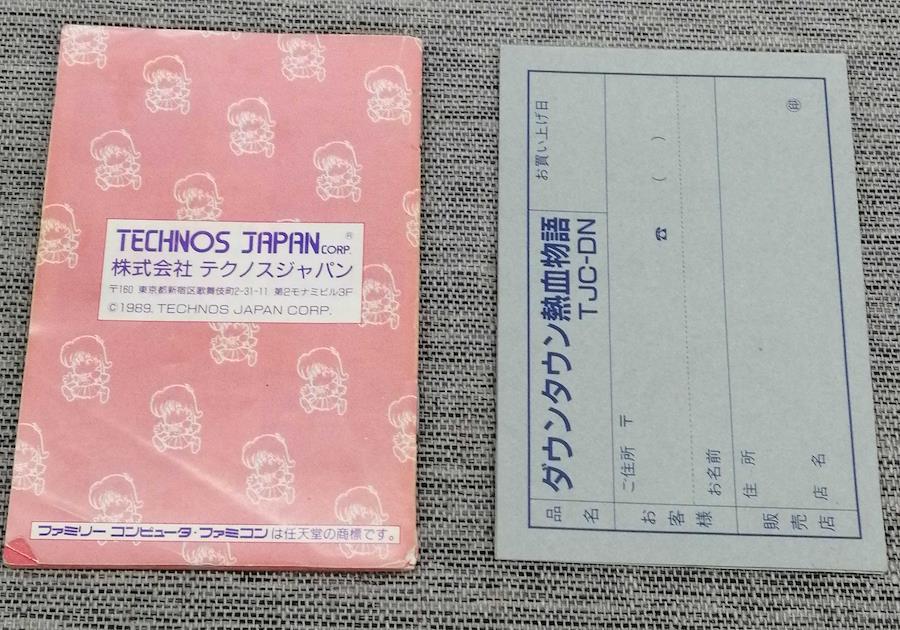 TECHNOS JAPAN CORP. ®
株式会社 テクノスジャパン
〒160 東京都新宿区歌舞伎町2-31-11 第2モナミビル3F
©1989. TECHNOS JAPAN CORP.
ファミリー コンピュータ・ファミコンは任天堂の商標です。
品名
ダウンタウン熱血物語
TJC-DN
お買い上げ日
お客様
ご住所 〒
☎ ( )
お名前
販売店
住所
店名
㊞